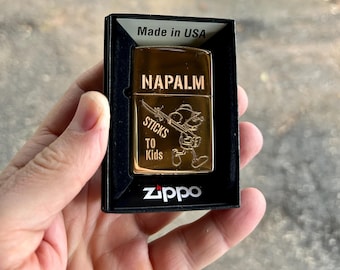 Made in USA
NAPALM
STICKS
TO
Kids
zippo